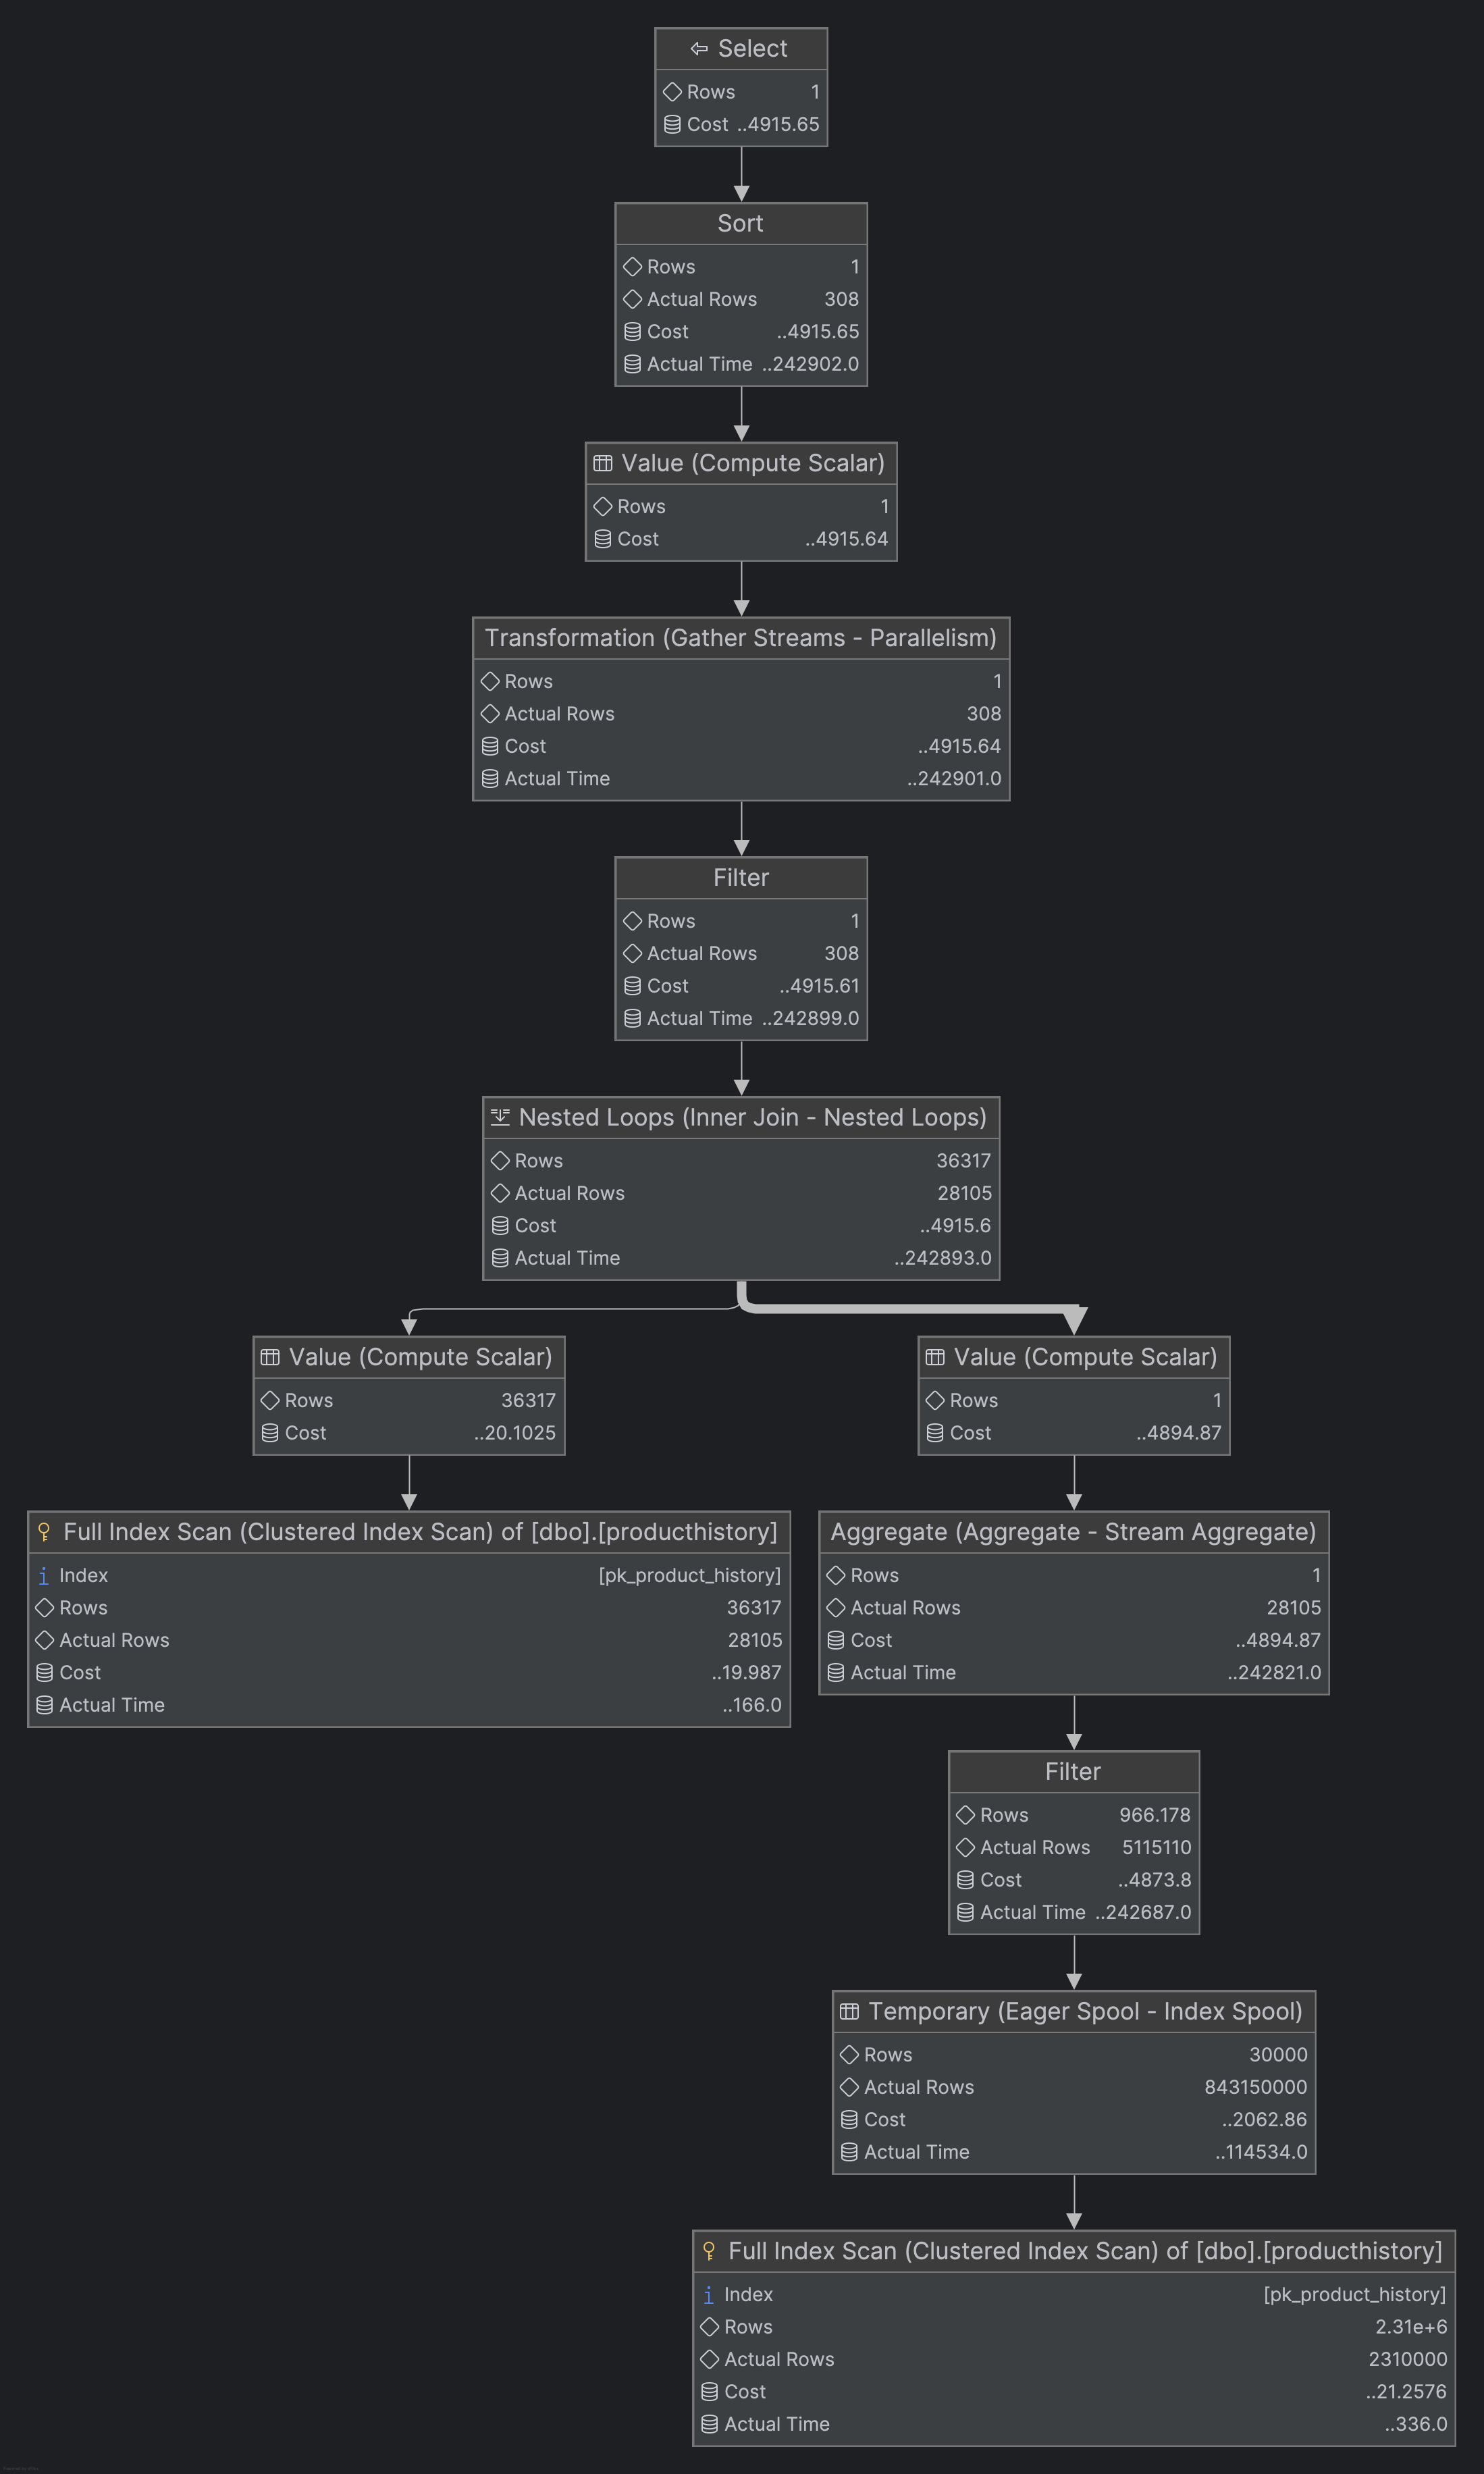 Select
Rows 1
Cost ..4915.65
Sort
Rows 1
Actual Rows 308
Cost ..4915.65
Actual Time ..242902.0
Value (Compute Scalar)
Rows 1
Cost ..4915.64
Transformation (Gather Streams - Parallelism)
Rows 1
Actual Rows 308
Cost ..4915.64
Actual Time ..242901.0
Filter
Rows 1
Actual Rows 308
Cost ..4915.61
Actual Time ..242899.0
Nested Loops (Inner Join - Nested Loops)
Rows 36317
Actual Rows 28105
Cost ..4915.6
Actual Time ..242893.0
Value (Compute Scalar)
Rows 36317
Cost ..20.1025
Value (Compute Scalar)
Rows 1
Cost ..4894.87
Full Index Scan (Clustered Index Scan) of [dbo].[producthistory]
i Index [pk_product_history]
Rows 36317
Actual Rows 28105
Cost ..19.987
Actual Time ..166.0
Aggregate (Aggregate - Stream Aggregate)
Rows 1
Actual Rows 28105
Cost ..4894.87
Actual Time ..242821.0
Filter
Rows 966.178
Actual Rows 5115110
Cost ..4873.8
Actual Time ..242687.0
Temporary (Eager Spool - Index Spool)
Rows 30000
Actual Rows 843150000
Cost ..2062.86
Actual Time ..114534.0
Full Index Scan (Clustered Index Scan) of [dbo].[producthistory]
i Index [pk_product_history]
Rows 2.31e+6
Actual Rows 2310000
Cost ..21.2576
Actual Time ..336.0